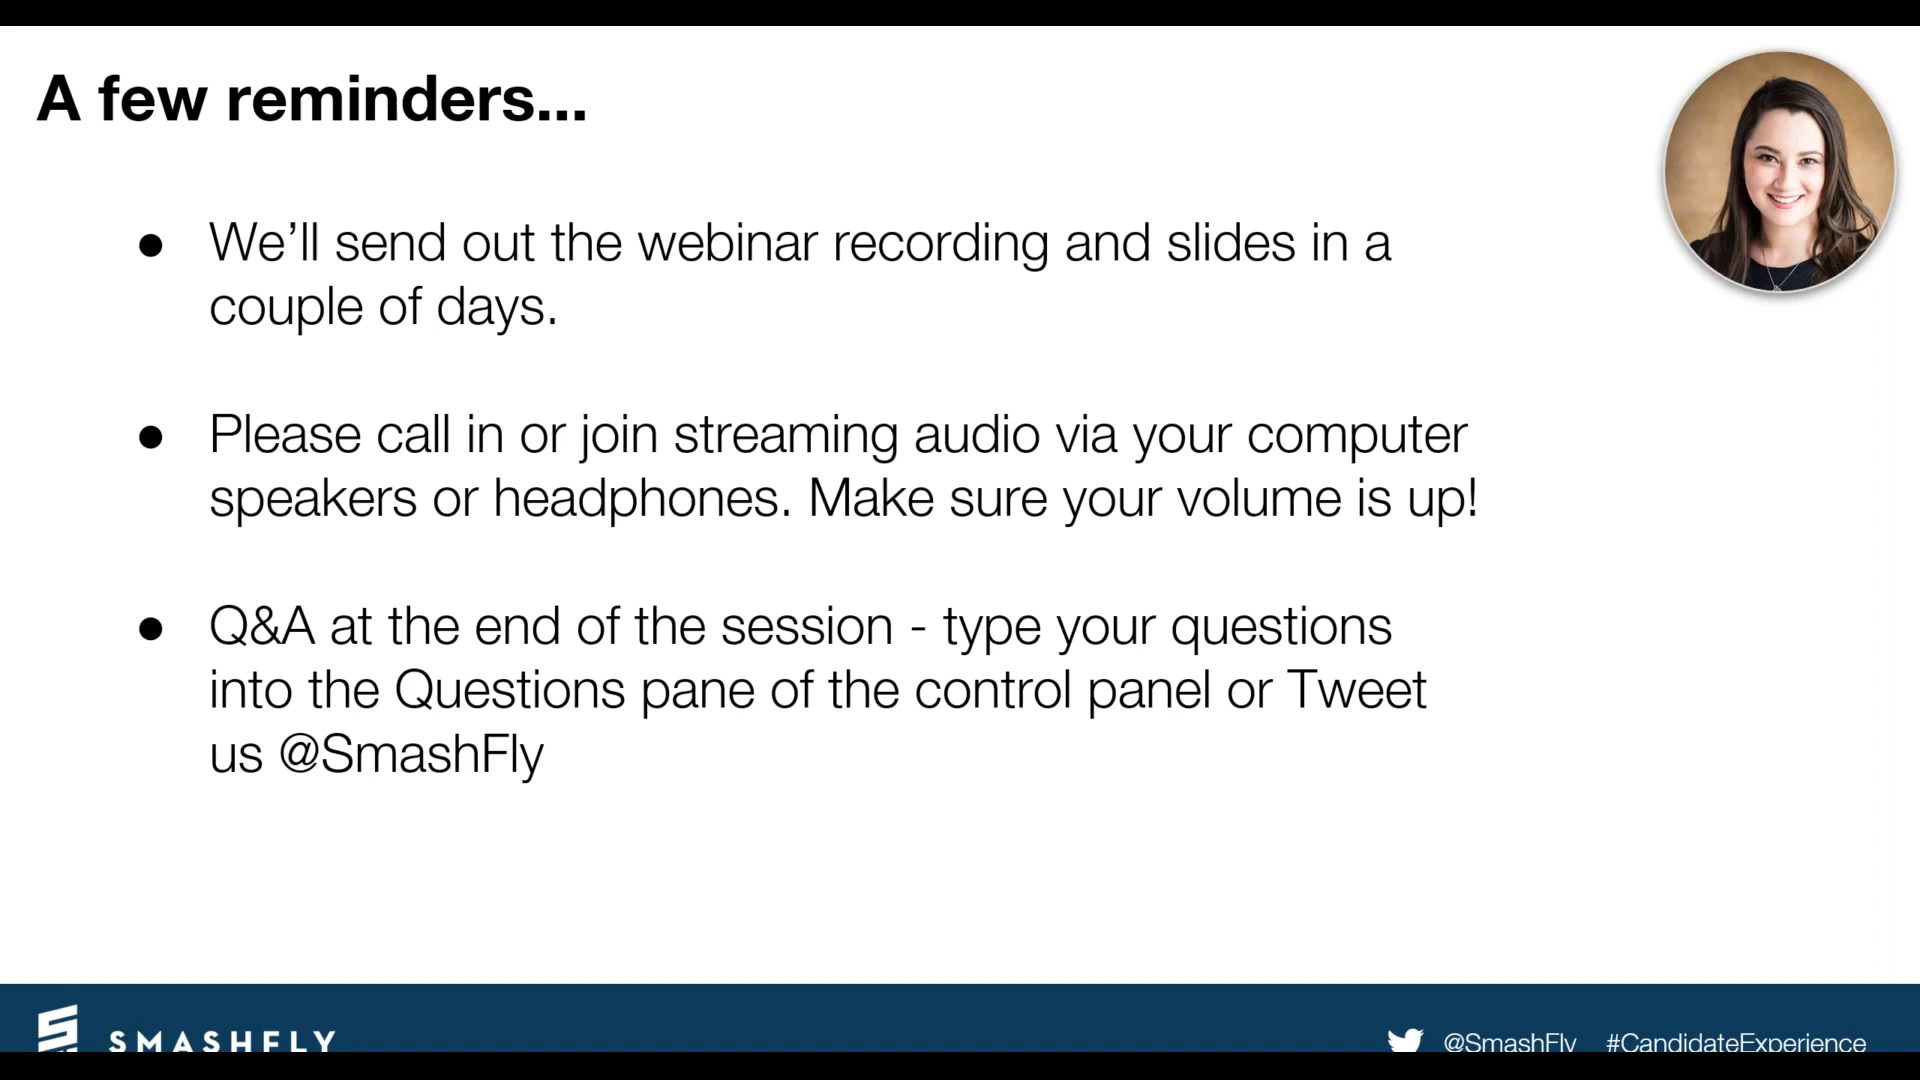 A few reminders...
● We’ll send out the webinar recording and slides in a
couple of days.
● Please call in or join streaming audio via your computer
speakers or headphones. Make sure your volume is up!
● Q&A at the end of the session - type your questions
into the Questions pane of the control panel or Tweet
us @SmashFly
SMASHFLY
@SmashFly #CandidateExperience